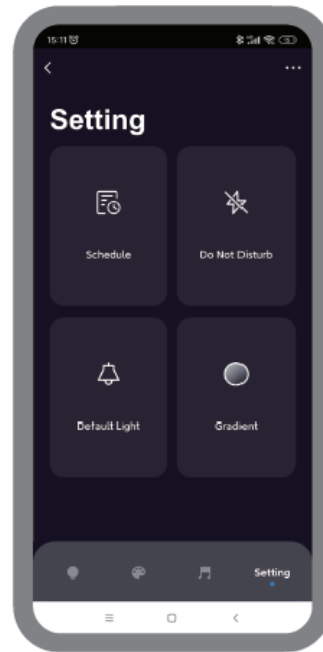 15:11
Setting
Schedule
Do Not Disturb
Default Light
Gradient
Setting